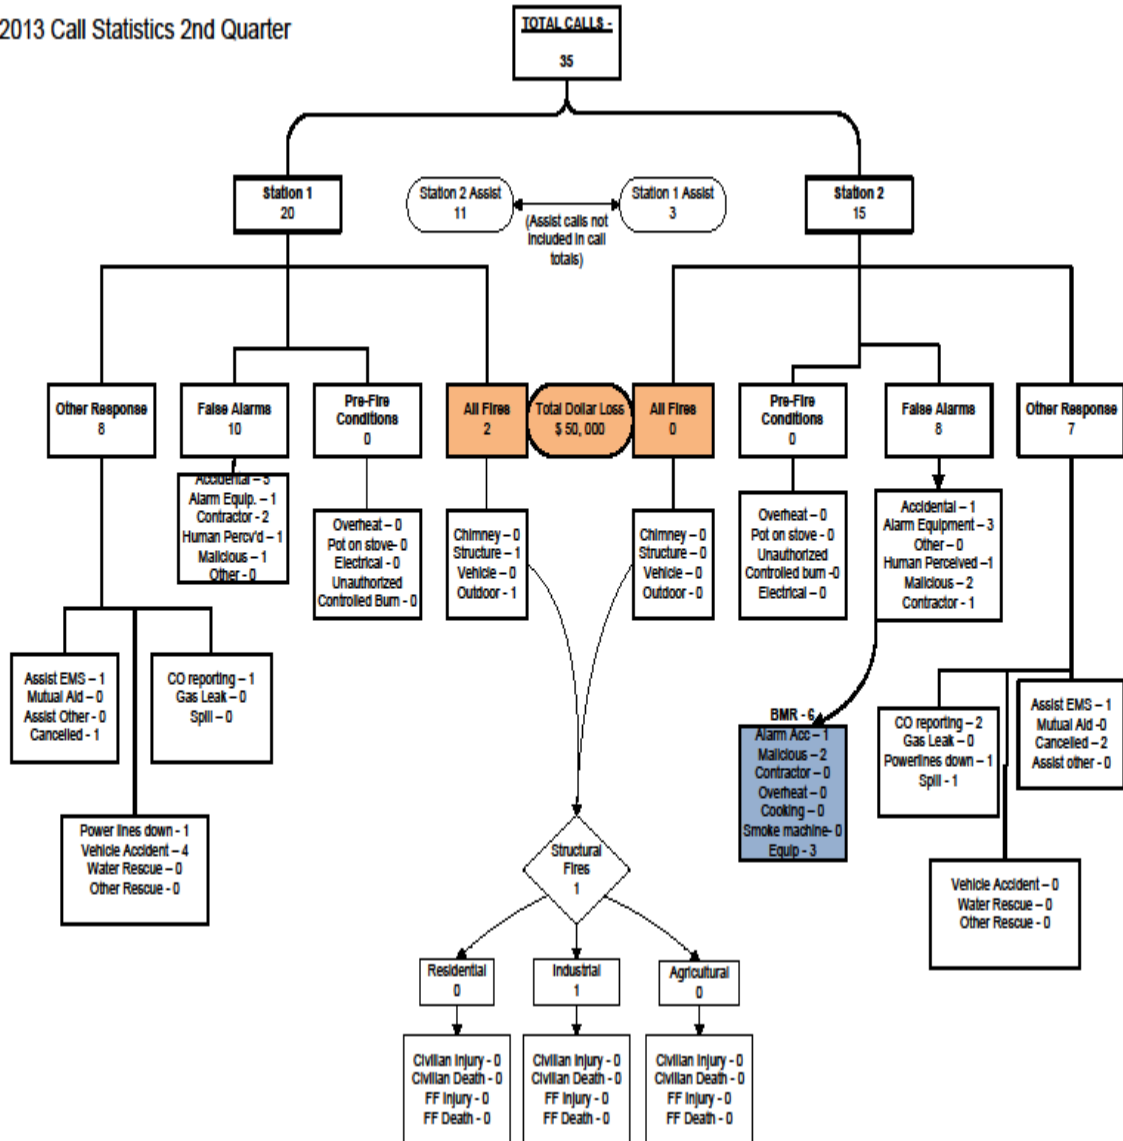 2013 Call Statistics 2nd Quarter
TOTAL CALLS -
35
Station 1
20
Station 2 Assist
11
(Assist calls not
included in call
totals)
Station 1 Assist
3
Station 2
15
Other Response
8
False Alarms
10
Pre-Fire
Conditions
0
All Fires
2
Total Dollar Loss
$ 50, 000
All Fires
0
Pre-Fire
Conditions
0
False Alarms
8
Other Response
7
Accidental – 5
Alarm Equip. – 1
Contractor - 2
Human Percv'd – 1
Malicious – 1
Other - 0
Overheat – 0
Pot on stove- 0
Electrical - 0
Unauthorized
Controlled Burn - 0
Chimney – 0
Structure – 1
Vehicle – 0
Outdoor - 1
Chimney – 0
Structure – 0
Vehicle – 0
Outdoor - 0
Overheat – 0
Pot on stove - 0
Unauthorized
Controlled burn -0
Electrical – 0
Accidental – 1
Alarm Equipment – 3
Other – 0
Human Perceived –1
Malicious – 2
Contractor - 1
Assist EMS – 1
Mutual Aid – 0
Assist Other - 0
Cancelled - 1
CO reporting – 1
Gas Leak – 0
Spill – 0
Power lines down - 1
Vehicle Accident – 4
Water Rescue – 0
Other Rescue - 0
BMR - 6
Alarm Acc – 1
Malicious – 2
Contractor – 0
Overheat – 0
Cooking – 0
Smoke machine- 0
Equip - 3
CO reporting – 2
Gas Leak – 0
Powerlines down – 1
Spill - 1
Assist EMS – 1
Mutual Aid -0
Cancelled – 2
Assist other - 0
Vehicle Accident – 0
Water Rescue – 0
Other Rescue - 0
Structural
Fires
1
Residential
0
Industrial
1
Agricultural
0
Civilian Injury - 0
Civilian Death - 0
FF Injury - 0
FF Death - 0
Civilian Injury - 0
Civilian Death - 0
FF Injury - 0
FF Death - 0
Civilian Injury - 0
Civilian Death - 0
FF Injury - 0
FF Death - 0